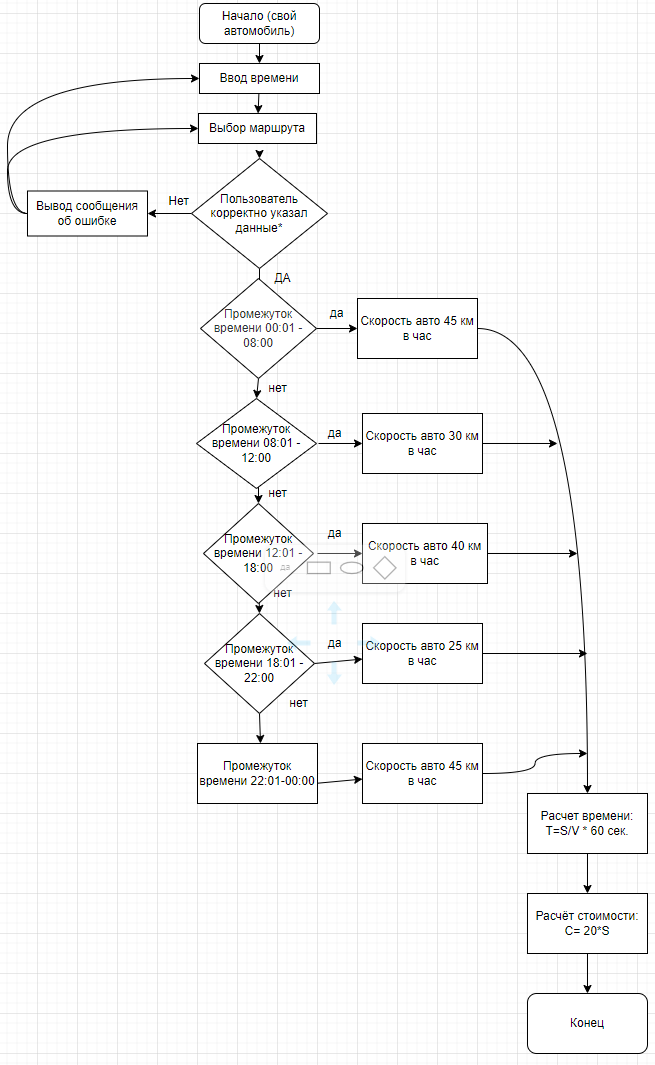 Начало (свой
автомобиль)
Ввод времени
Выбор маршрута
Пользователь
корректно указал
данные*
Нет
Вывод сообщения
об ошибке
ДА
Промежуток
времени 00:01 -
08:00
да
Скорость авто 45 км
в час
нет
Промежуток
времени 08:01 -
12:00
да
Скорость авто 30 км
в час
нет
Промежуток
времени 12:01 -
18:00
да
Скорость авто 40 км
в час
да
нет
Промежуток
времени 18:01 -
22:00
да
Скорость авто 25 км
в час
нет
Промежуток
времени 22:01-00:00
Скорость авто 45 км
в час
Расчет времени:
T=S/V * 60 сек.
Расчёт стоимости:
С= 20*S
Конец